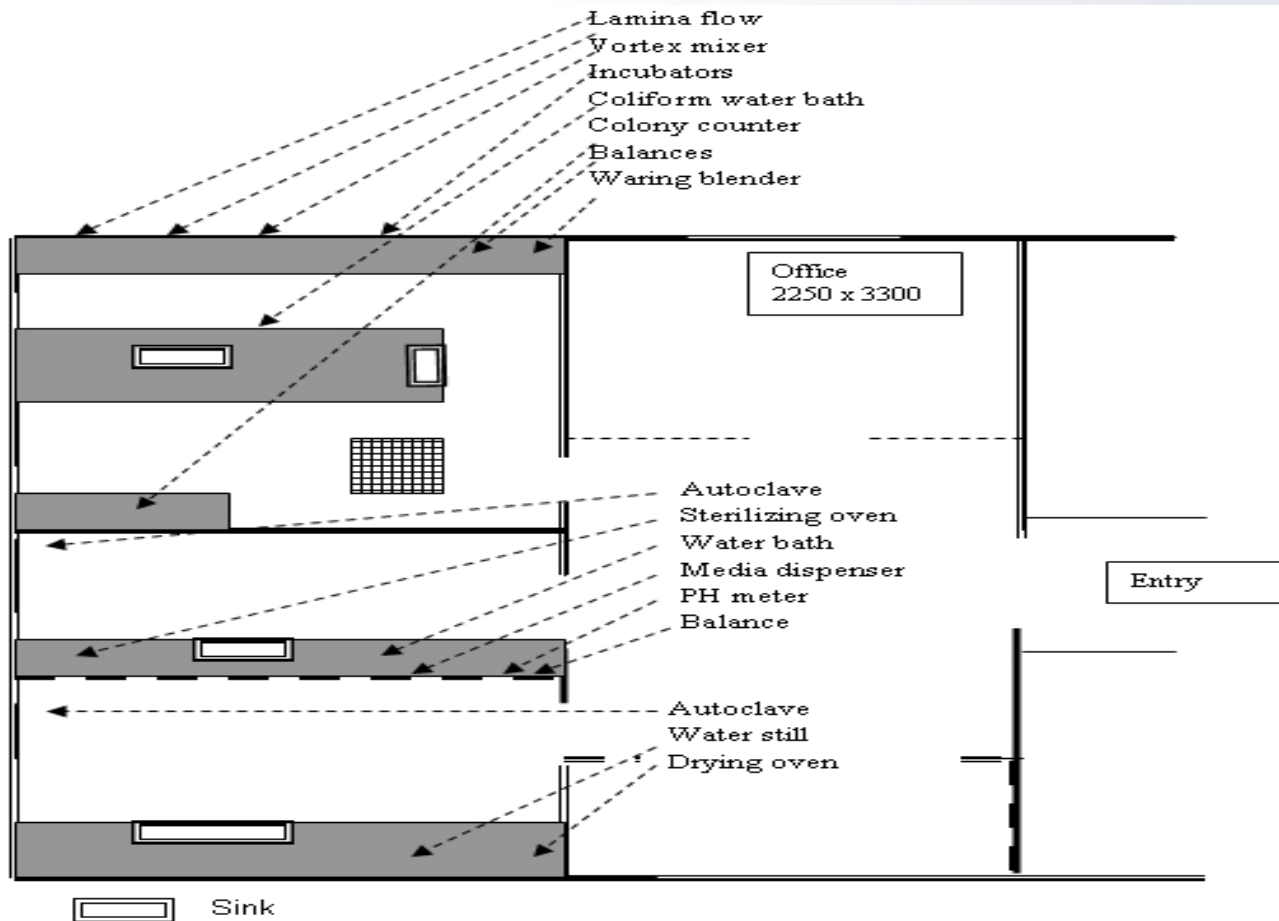 Lamina flow
Vortex mixer
Incubators
Coliform water bath
Colony counter
Balances
Waring blender
Office
2250 x 3300
Autoclave
Sterilizing oven
Water bath
Media dispenser
PH meter
Balance
Entry
Autoclave
Water still
Drying oven
Sink